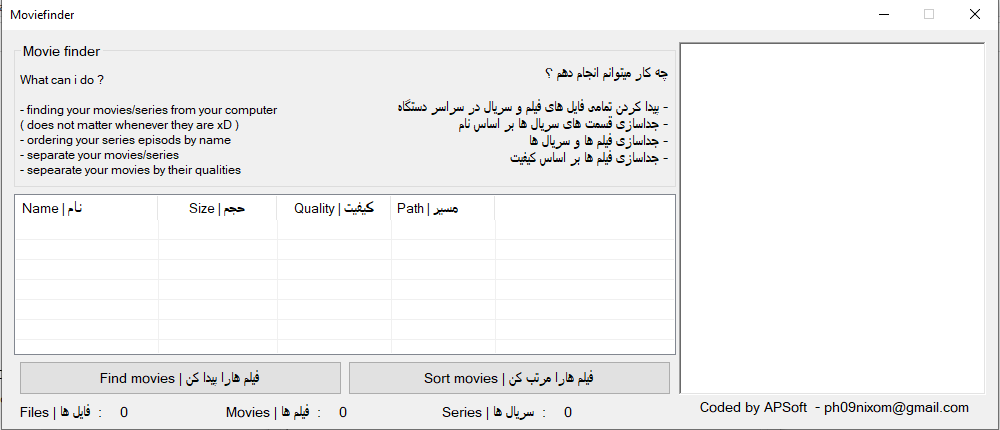 Moviefinder
Movie finder
What can i do ?
- finding your movies/series from your computer
( does not matter whenever they are xD )
- ordering your series episods by name
- separate your movies/series
- sepearate your movies by their qualities
چه کار میتوانم انجام دهم ؟
- پیدا کردن تمامی فایل های فیلم و سریال در سراسر دستگاه
- جداسازی قسمت های سریال ها بر اساس نام
- جداسازی فیلم ها و سریال ها
- جداسازی فیلم ها بر اساس کیفیت
Name | نام Size | حجم Quality | کیفیت Path | مسیر
Find movies | فیلم هارا پیدا کن Sort movies | فیلم هارا مرتب کن
Files | فایل ها : 0 Movies | فیلم ها : 0 Series | سریال ها : 0
Coded by APSoft - ph09nixom@gmail.com